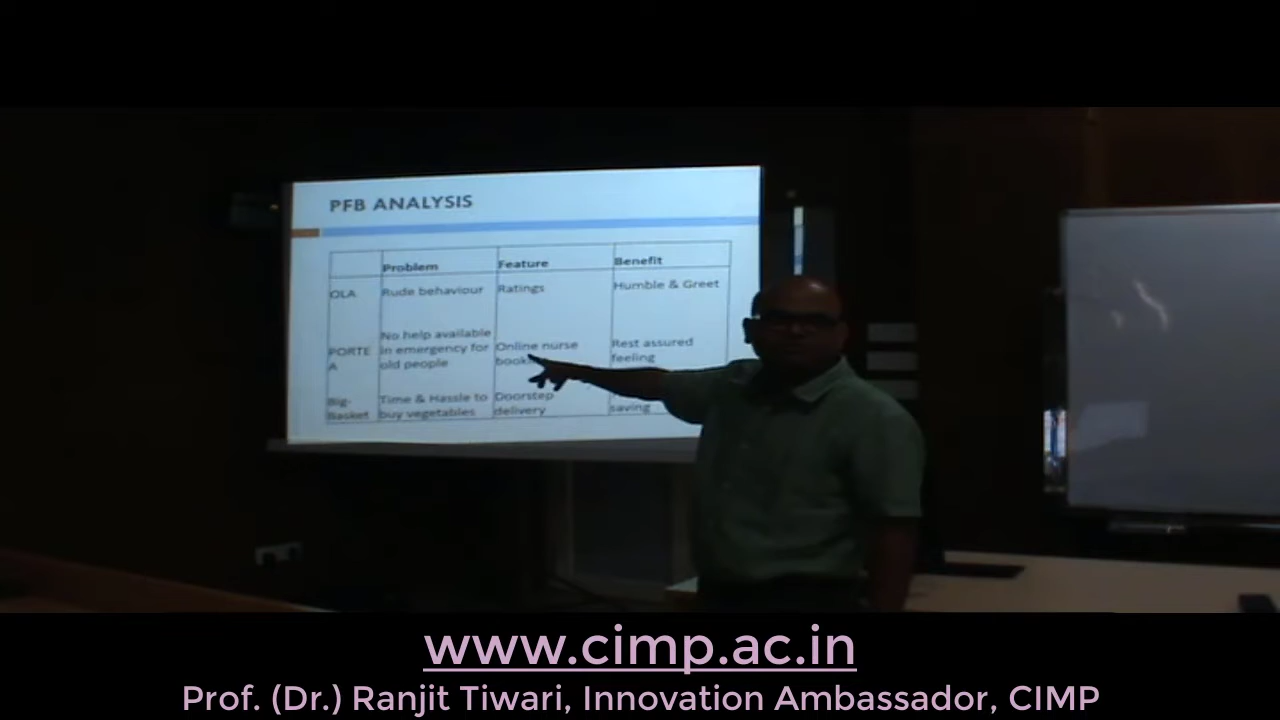 PFB ANALYSIS
Problem Feature Benefit
OLA Rude behaviour Ratings Humble & Greet
PORTE
A
No help available
in emergency for
old people
Online nurse
Rest assured
feeling
Big-
Basket
Time & Hassle to
buy vegetables
Doorstep
delivery
saving
www.cimp.ac.in
Prof. (Dr.) Ranjit Tiwari, Innovation Ambassador, CIMP